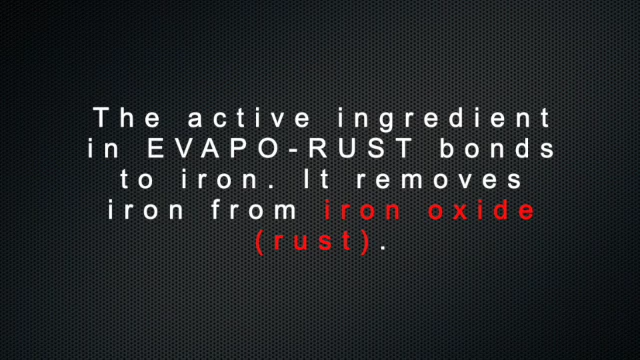 The active ingredient
in EVAPO-RUST bonds
to iron. It removes
iron from iron oxide
(rust).